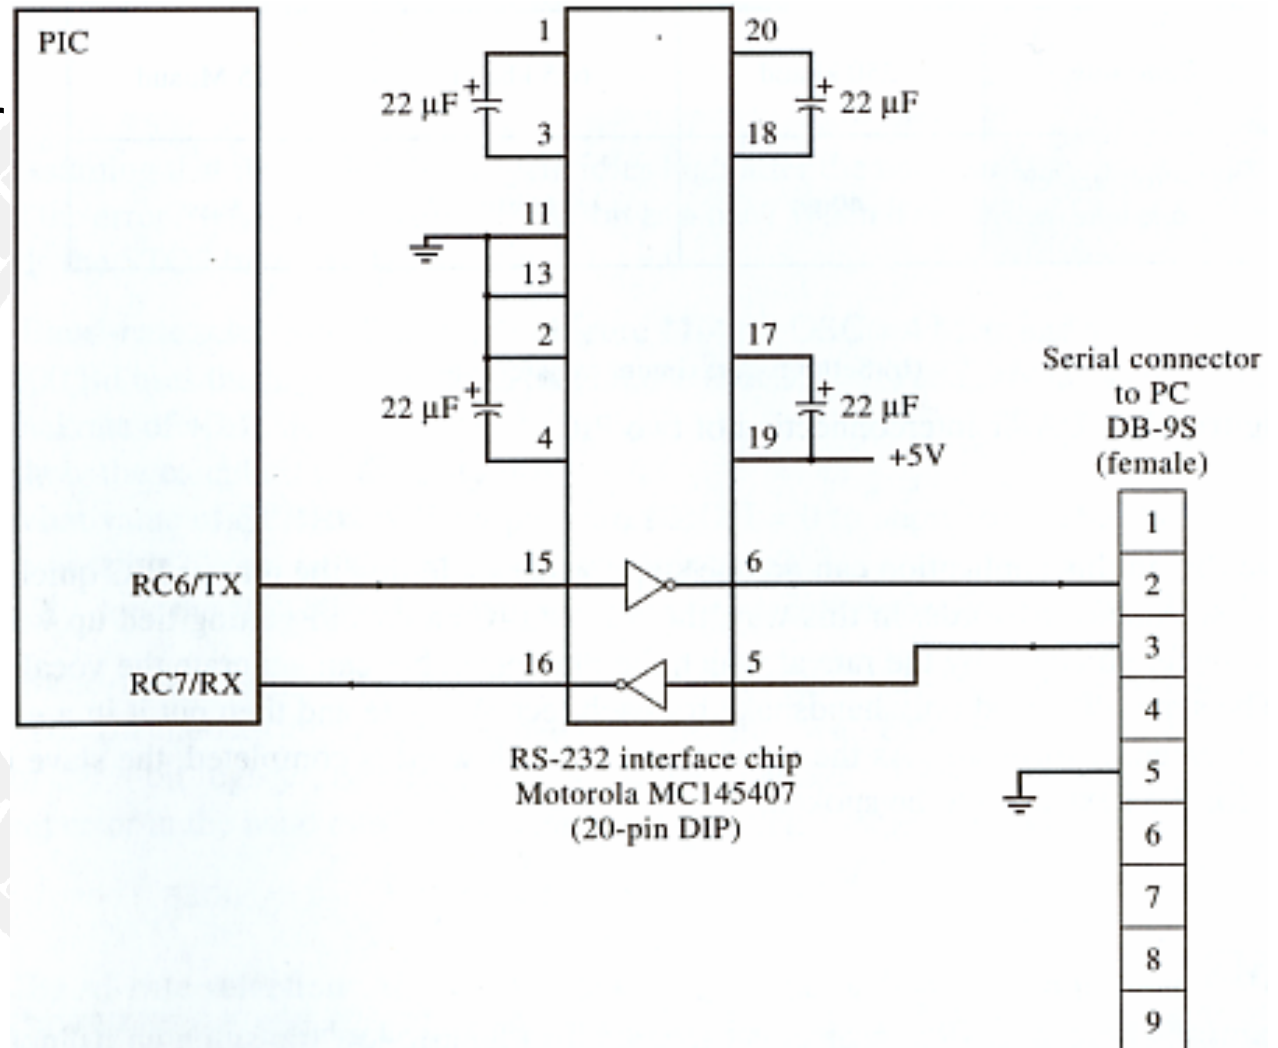 PIC
1
20
22 µF
+
+
22 µF
3
18
11
13
2
17
22 µF
+
+
22 µF
4
19
+5V
Serial connector
to PC
DB-9S
(female)
1
2
3
4
5
6
7
8
9
RC6/TX
15
6
RC7/RX
16
5
RS-232 interface chip
Motorola MC145407
(20-pin DIP)